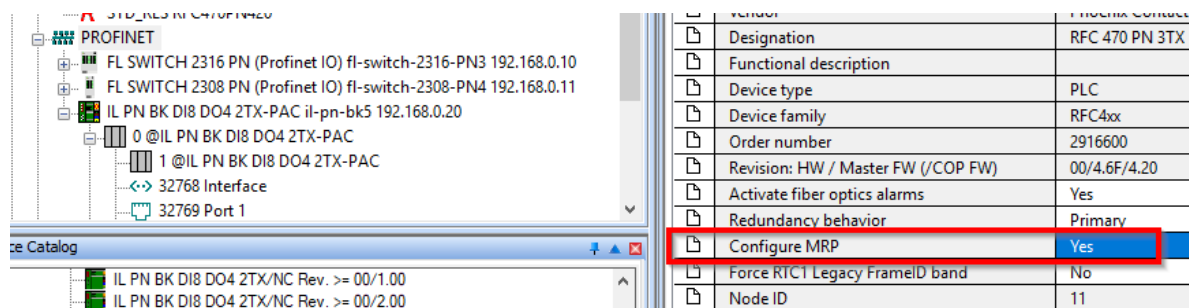 PROFINET
FL SWITCH 2316 PN (Profinet IO) fl-switch-2316-PN3 192.168.0.10
FL SWITCH 2308 PN (Profinet IO) fl-switch-2308-PN4 192.168.0.11
IL PN BK DI8 DO4 2TX-PAC il-pn-bk5 192.168.0.20
0 @IL PN BK DI8 DO4 2TX-PAC
1 @IL PN BK DI8 DO4 2TX-PAC
32768 Interface
32769 Port 1
ce Catalog
IL PN BK DI8 DO4 2TX/NC Rev. >= 00/1.00
IL PN BK DI8 DO4 2TX/NC Rev. >= 00/2.00
Vendor Phoenix Contact
Designation RFC 470 PN 3TX
Functional description
Device type PLC
Device family RFC4xx
Order number 2916600
Revision: HW / Master FW (/COP FW) 00/4.6F/4.20
Activate fiber optics alarms Yes
Redundancy behavior Primary
Configure MRP Yes
Force RTC1 Legacy FrameID band No
Node ID 11